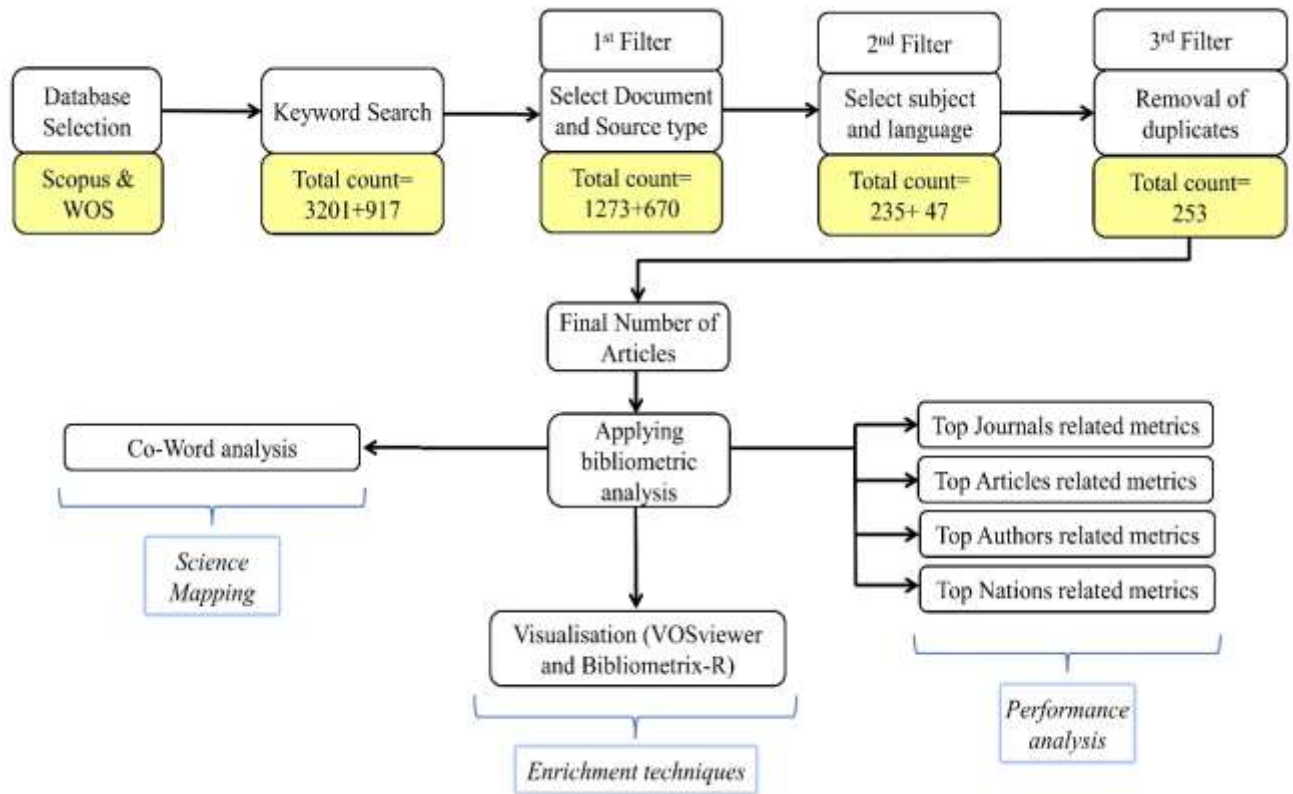 1st Filter
2nd Filter
3rd Filter
Database
Selection
Keyword Search
Select Document
and Source type
Select subject
and language
Removal of
duplicates
Scopus &
WOS
Total count=
3201+917
Total count=
1273+670
Total count=
235+ 47
Total count=
253
Final Number of
Articles
Co-Word analysis
Applying
bibliometric
analysis
Top Journals related metrics
Top Articles related metrics
Top Authors related metrics
Top Nations related metrics
Science
Mapping
Visualisation (VOSviewer
and Bibliometrix-R)
Performance
analysis
Enrichment techniques